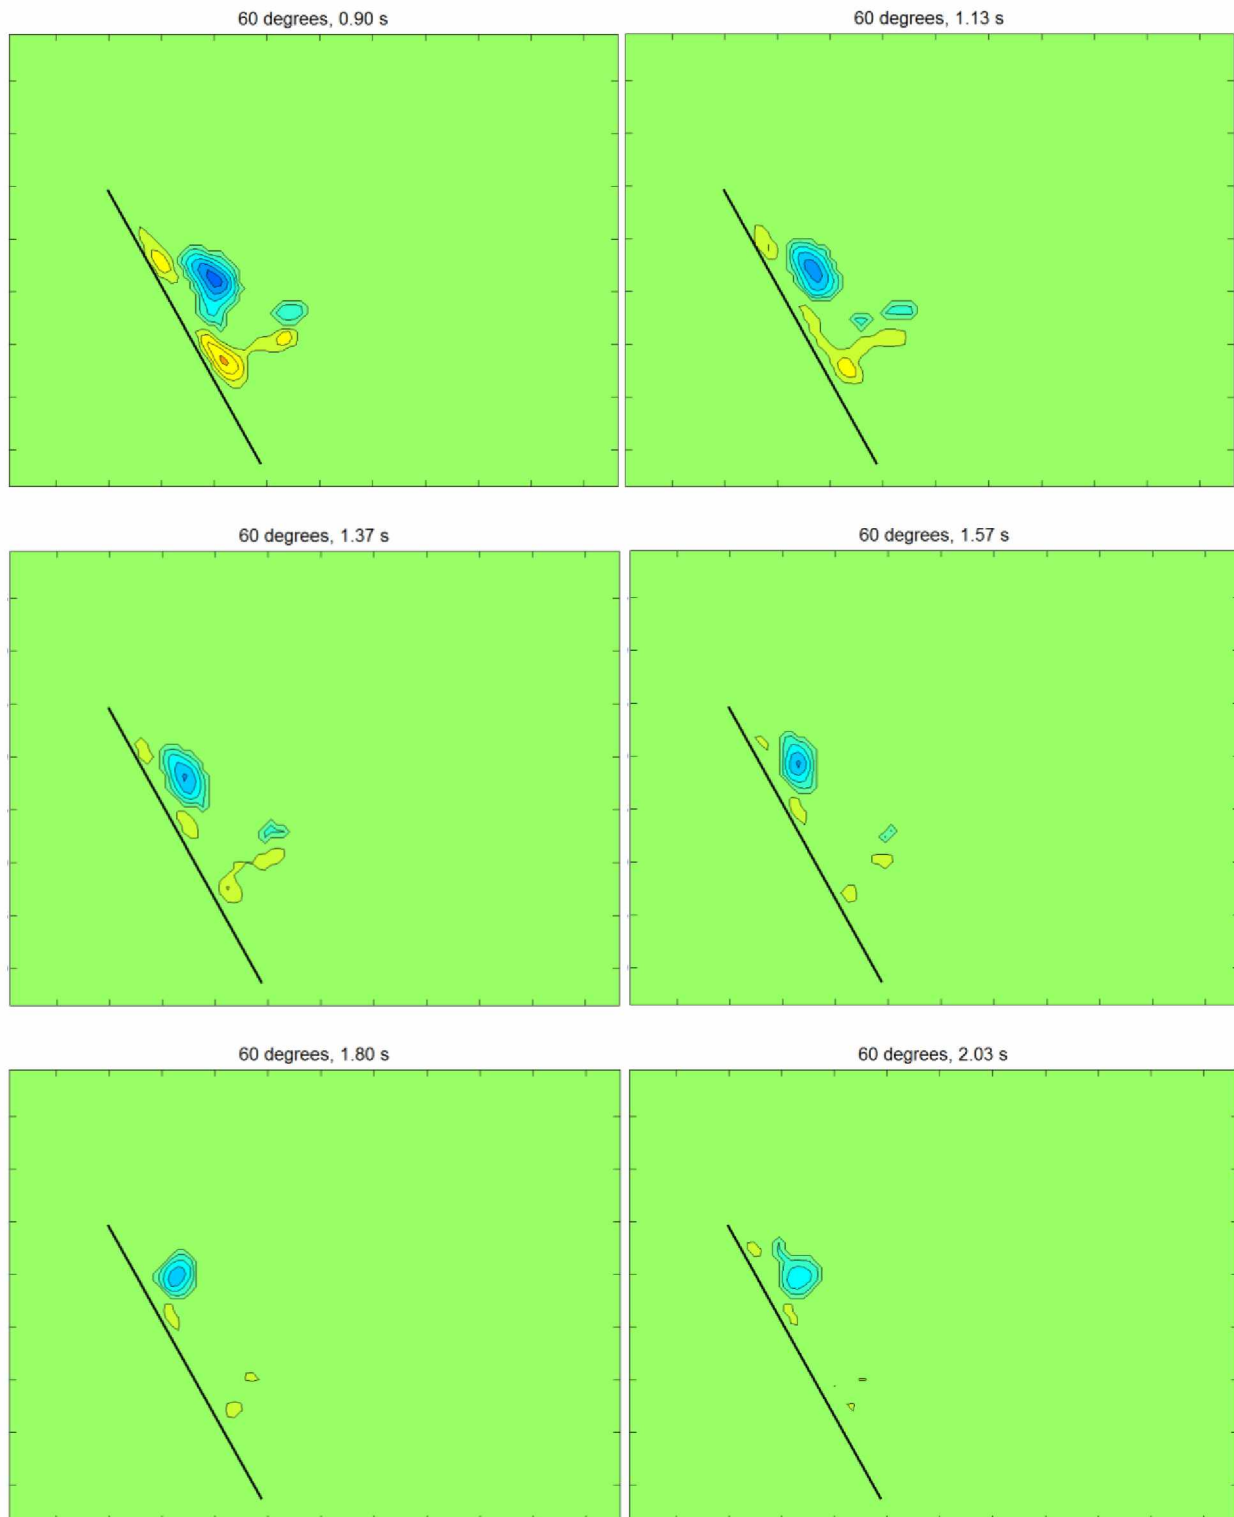 60 degrees, 0.90 s
60 degrees, 1.13 s
60 degrees, 1.37 s
60 degrees, 1.57 s
60 degrees, 1.80 s
60 degrees, 2.03 s